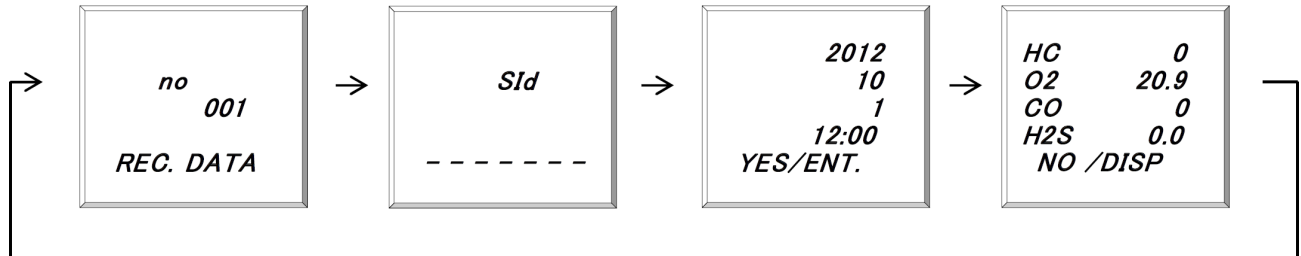 no
001
REC. DATA
SId
- - - - - - -
2012
10
1
12:00
YES/ENT.
HC 0
O2 20.9
CO 0
H2S 0.0
NO /DISP